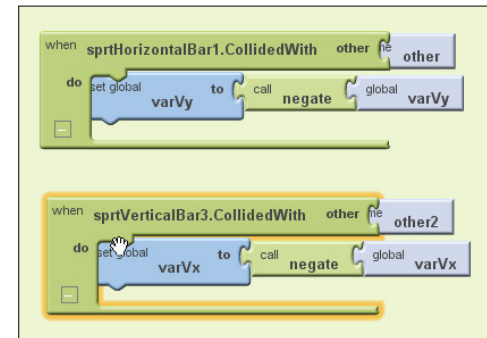 when sprtHorizontalBar1.CollidedWith other other
do set global varVy to call negate global varVy
when sprtVerticalBar3.CollidedWith other other2
do set global varVx to call negate global varVx